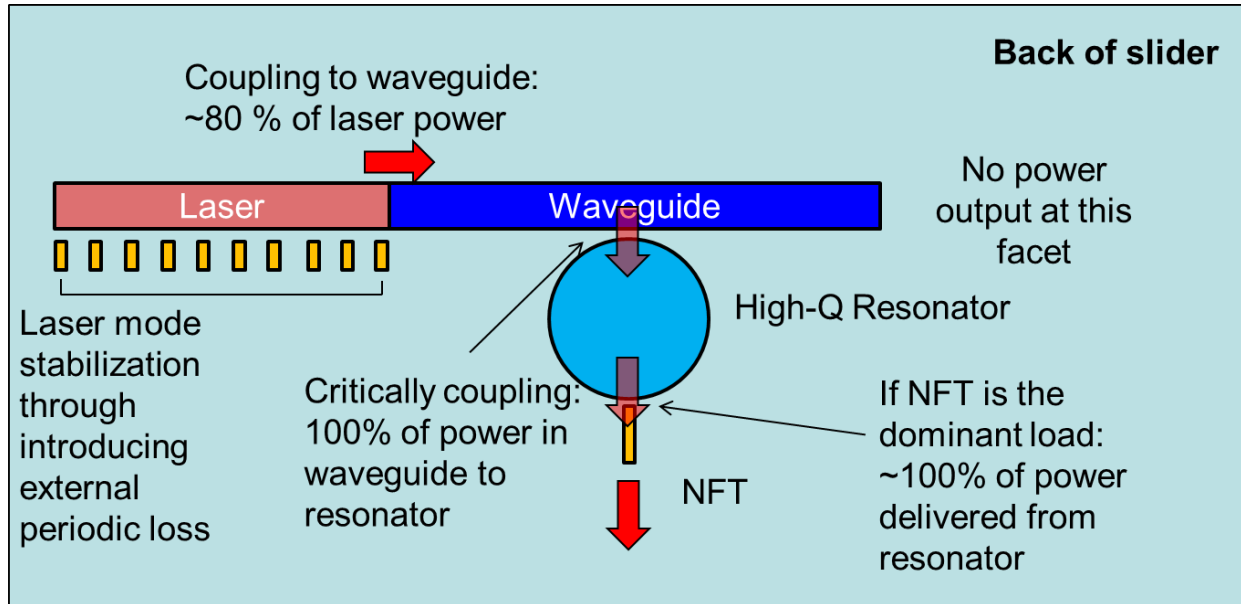 Back of slider
Coupling to waveguide:
~80 % of laser power
No power
output at this
facet
Laser
Waveguide
High-Q Resonator
Laser mode
stabilization
through
introducing
external
periodic loss
Critically coupling:
100% of power in
waveguide to
resonator
NFT
If NFT is the
dominant load:
~100% of power
delivered from
resonator